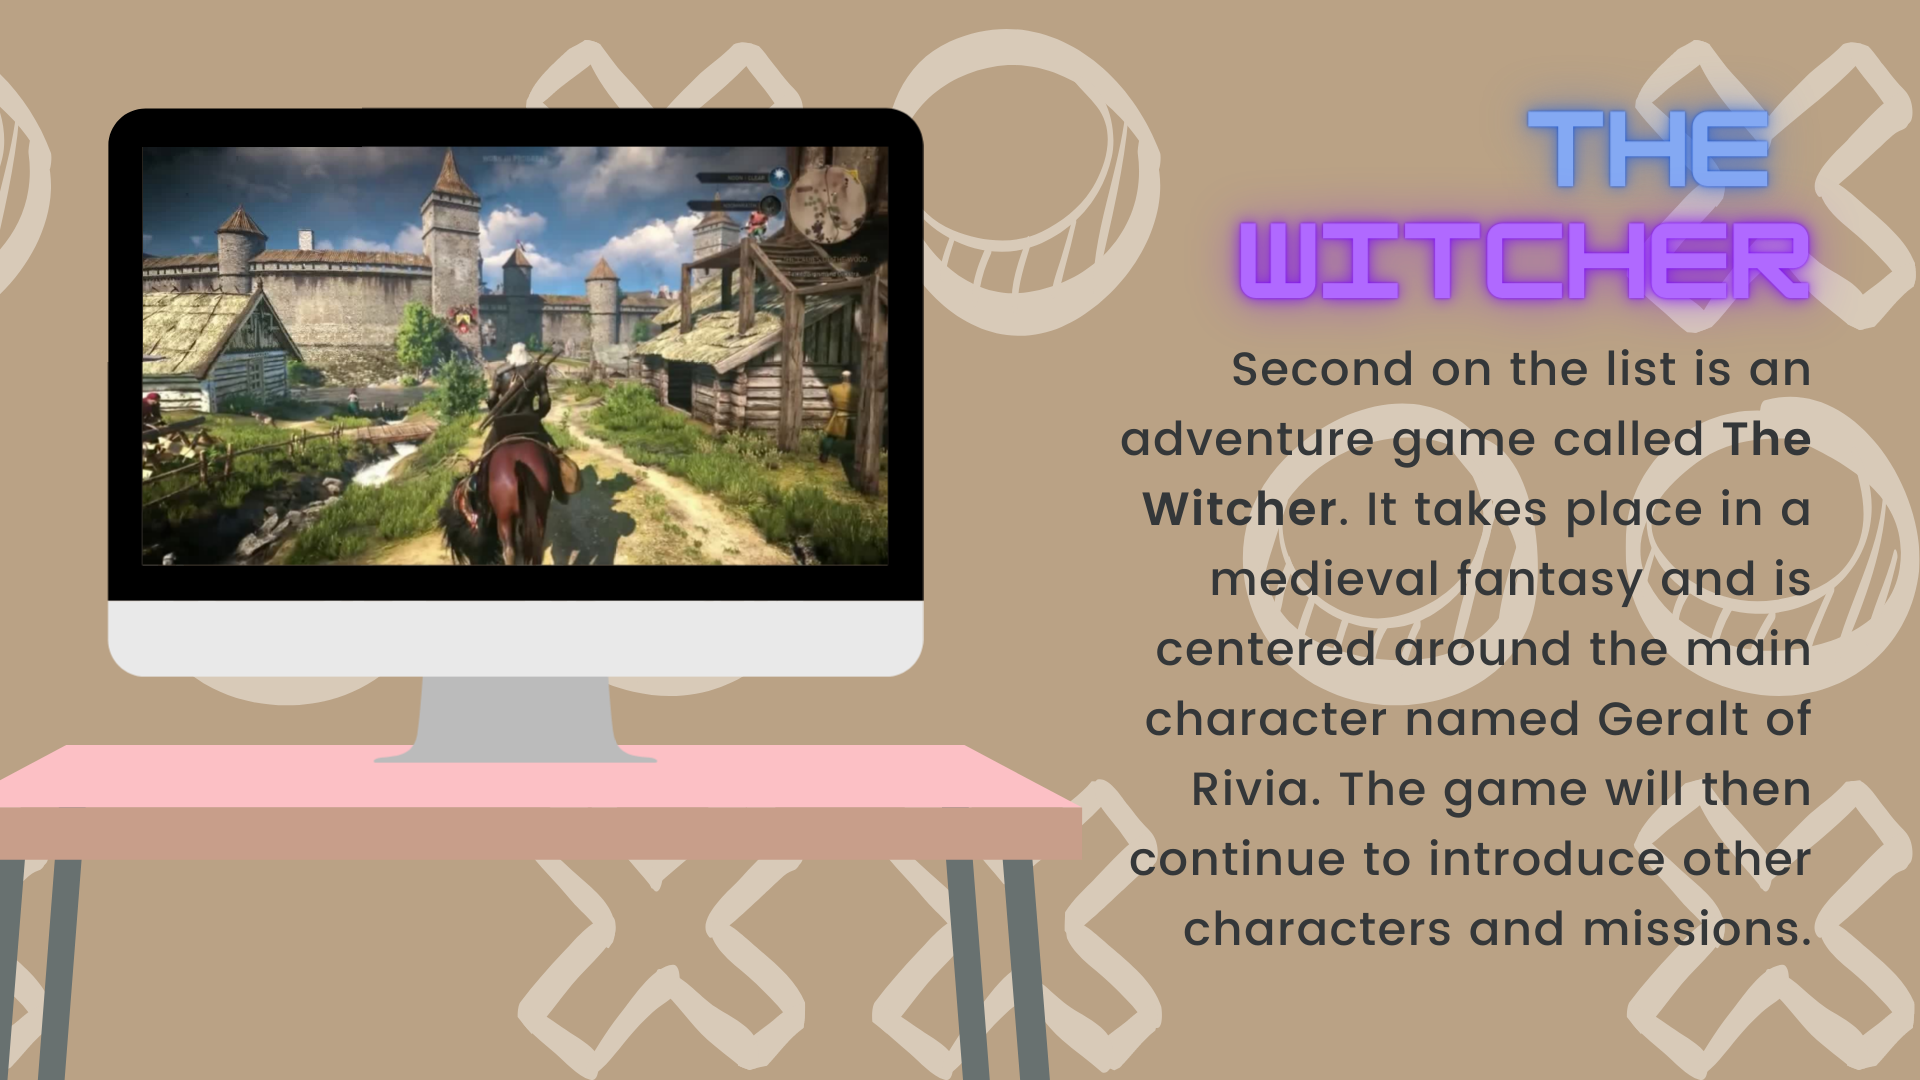 THE
WITCHER
Second on the list is an
adventure game called The
Witcher. It takes place in a
medieval fantasy and is
centered around the main
character named Geralt of
Rivia. The game will then
continue to introduce other
characters and missions.